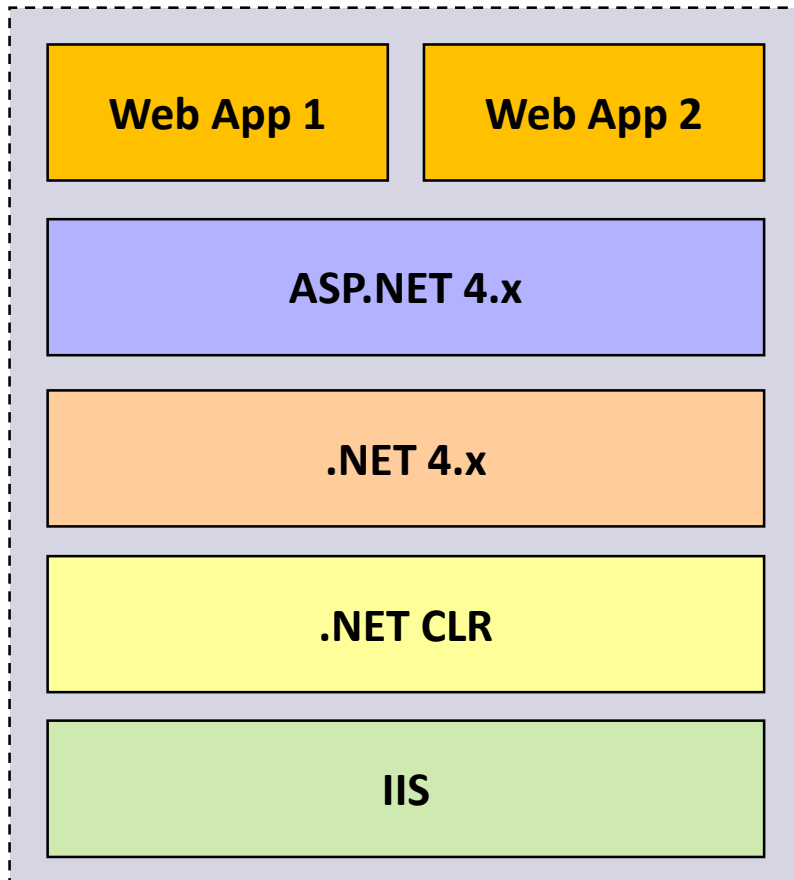 Web App 1
Web App 2
ASP.NET 4.x
.NET 4.x
.NET CLR
IIS